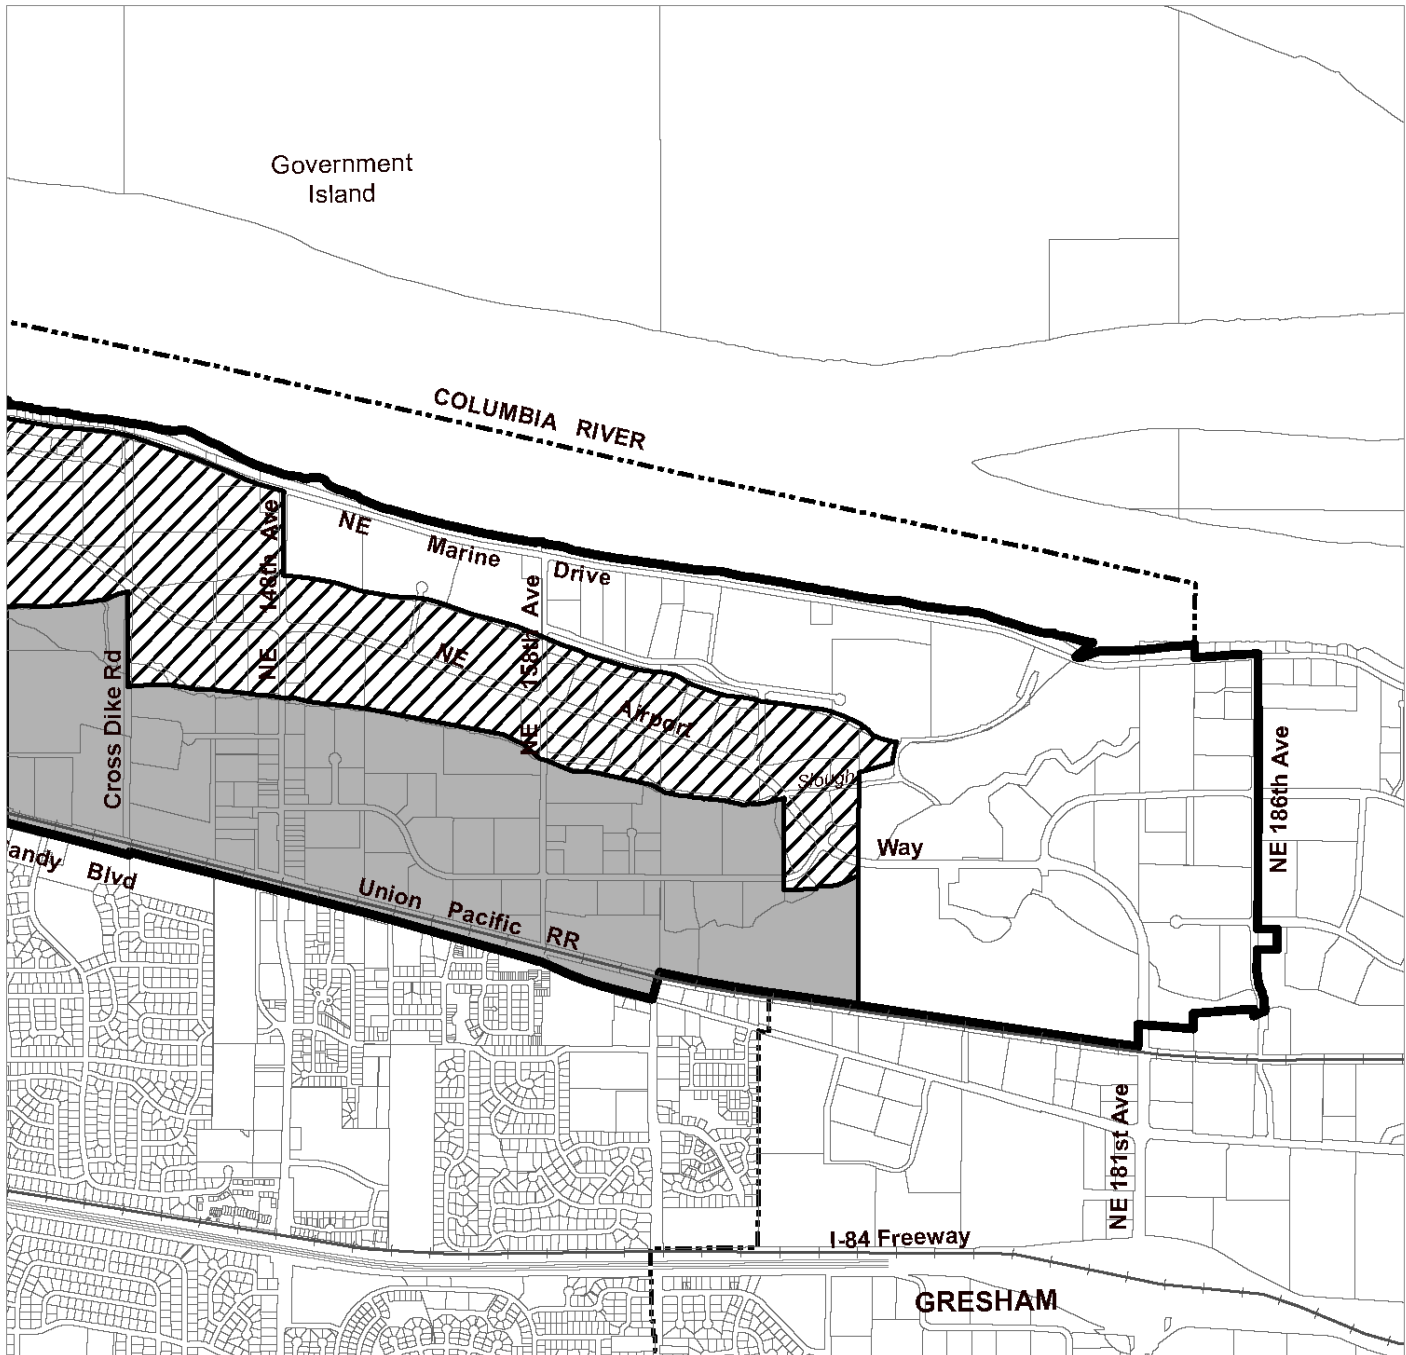 Government
Island
COLUMBIA RIVER
NE Marine Drive
NE 148th Ave
NE 158th Ave
NE Airport Way
Cross Dike Rd
Slough
NE 186th Ave
Blvd
Union Pacific RR
NE 181st Ave
I-84 Freeway
GRESHAM